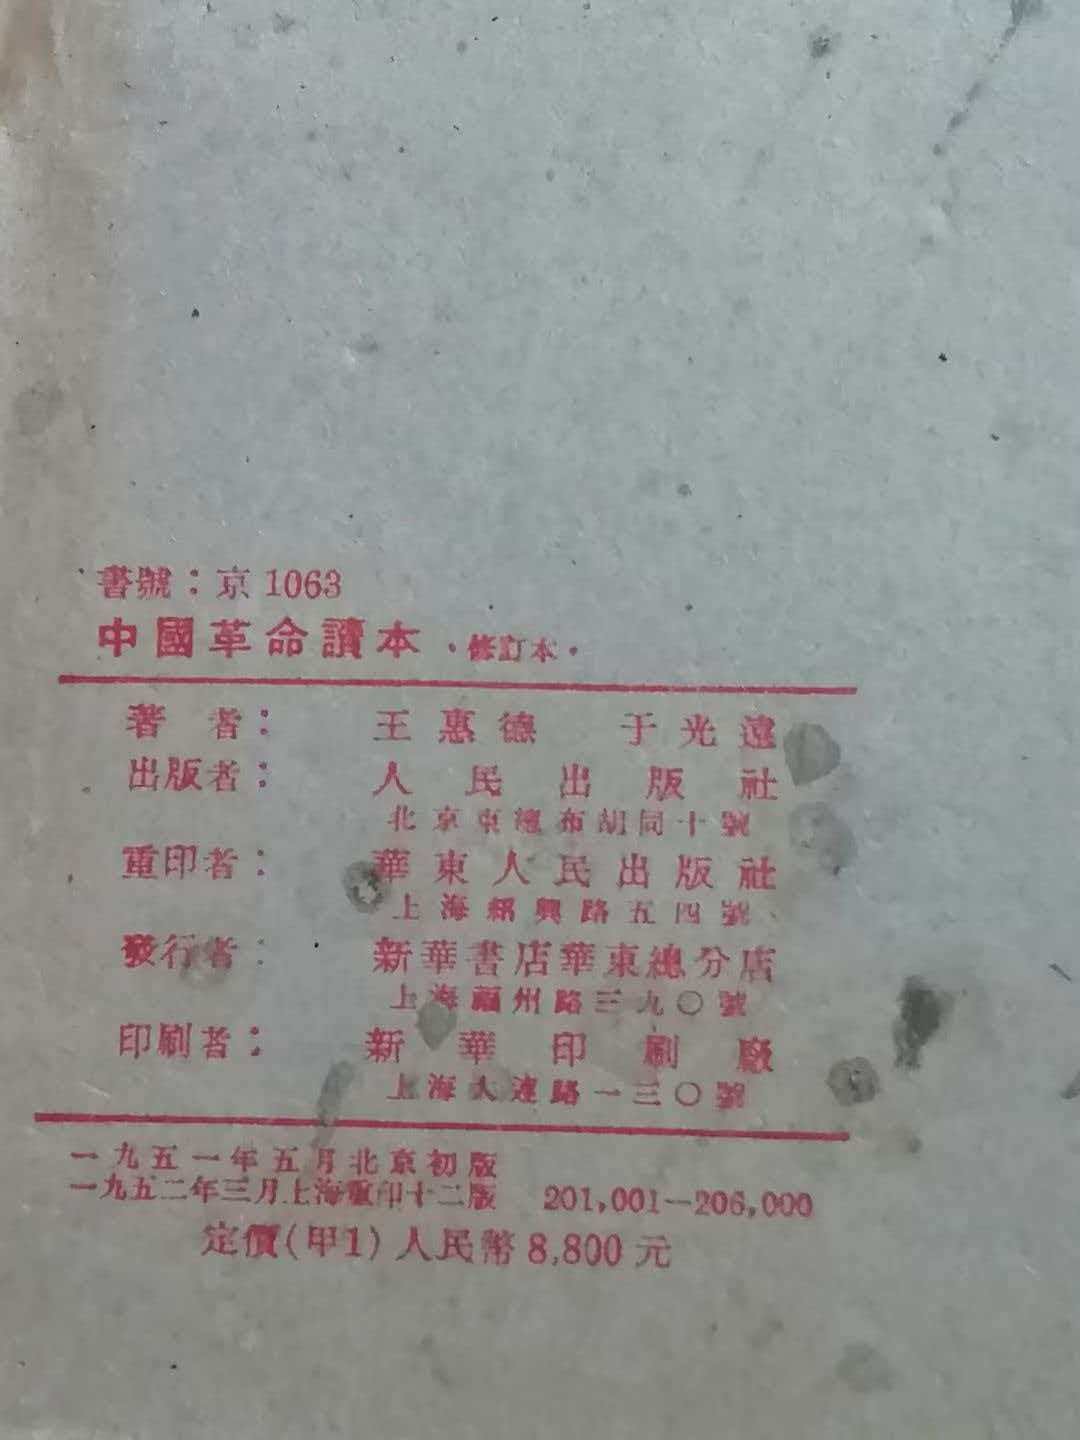 書號：京 1063
中國革命讀本 ·修訂本·
著者： 王惠德 于光遠
出版者： 人民出版社
北京東總布胡同十號
重印者： 華東人民出版社
上海紹興路五四號
發行者： 新華書店華東總分店
上海福州路三九〇號
印刷者： 新華印刷廠
上海大連路一三〇號
一九五一年五月北京初版
一九五二年三月上海重印十二版 201,001—206,000
定價(甲1) 人民幣 8,800 元